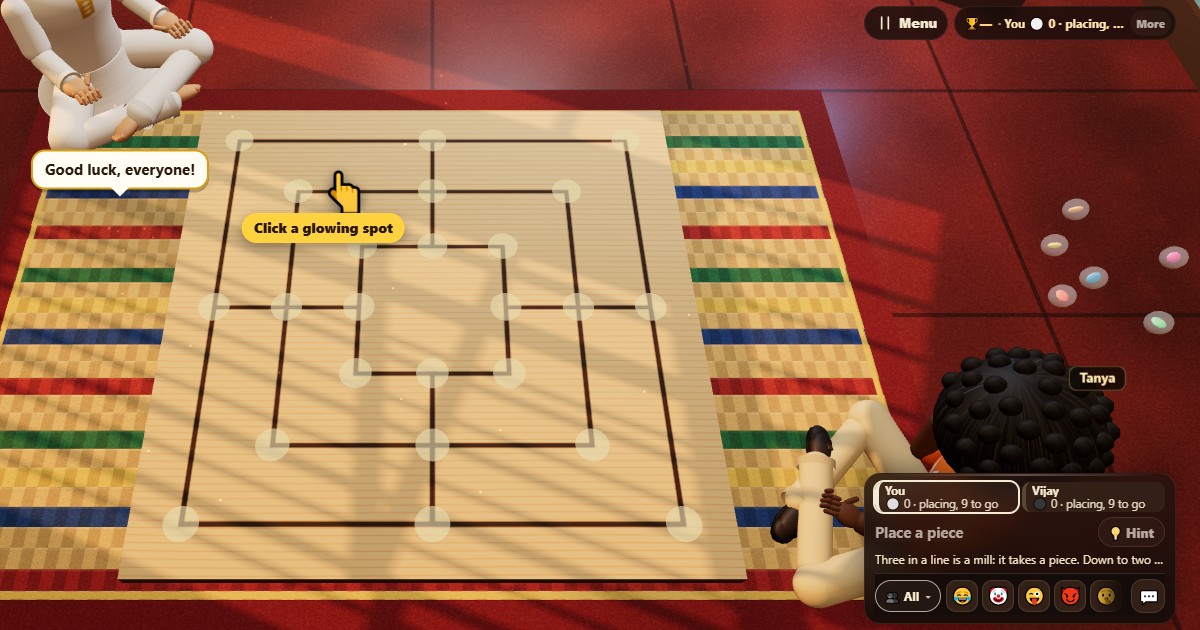 Menu
— · You 0 · placing, ... More
Good luck, everyone!
Click a glowing spot
Tanya
You
0 · placing, 9 to go
Vijay
0 · placing, 9 to go
Place a piece
Hint
Three in a line is a mill: it takes a piece. Down to two ...
All